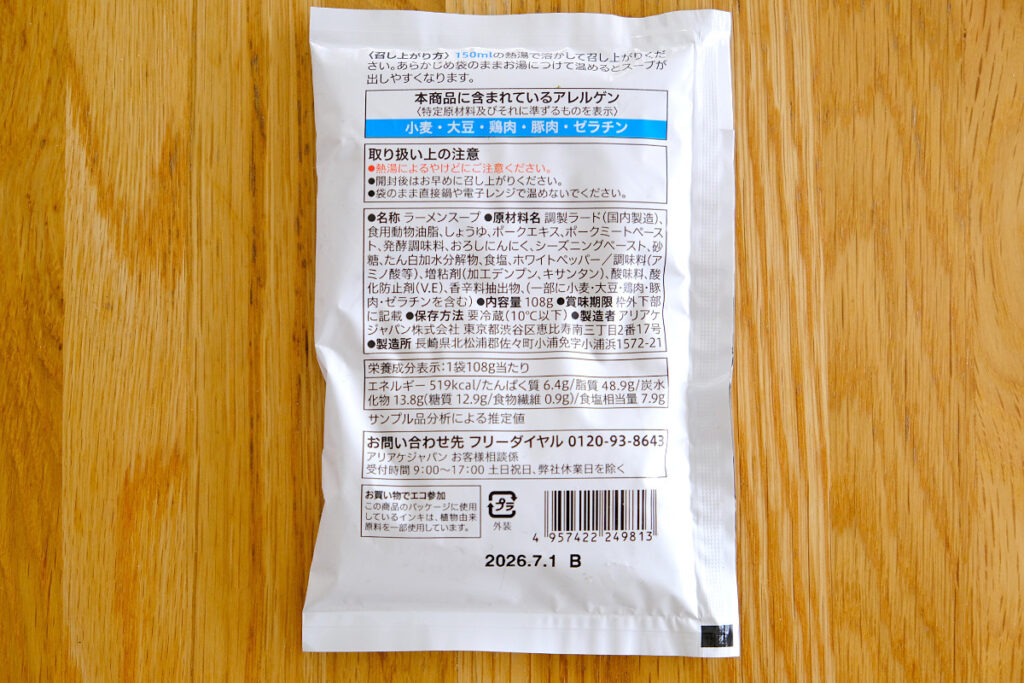 〈召し上がり方〉150mlの熱湯で溶かして召し上がりくだ
さい。あらかじめ袋のままお湯につけて温めるとスープが
出しやすくなります。
本商品に含まれているアレルゲン
〈特定原材料及びそれに準ずるものを表示〉
小麦・大豆・鶏肉・豚肉・ゼラチン
取り扱い上の注意
●熱湯によるやけどにご注意ください。
●開封後はお早めに召し上がりください。
●袋のまま直接鍋や電子レンジで温めないでください。
●名称 ラーメンスープ ●原材料名 調製ラード(国内製造)、
食用動物油脂、しょうゆ、ポークエキス、ポークミートペース
ト、発酵調味料、おろしにんにく、シーズニングペースト、砂
糖、たん白加水分解物、食塩、ホワイトペッパー／調味料(ア
ミノ酸等)、増粘剤(加工デンプン、キサンタン)、酸味料、酸
化防止剤(V.E)、香辛料抽出物、(一部に小麦・大豆・鶏肉・豚
肉・ゼラチンを含む) ●内容量 108g ●賞味期限 枠外下部
に記載 ●保存方法 要冷蔵(10℃以下) ●製造者 アリアケ
ジャパン株式会社 東京都渋谷区恵比寿南三丁目2番17号
●製造所 長崎県北松浦郡佐々町小浦免字小浦浜1572-21
栄養成分表示:1袋108g当たり
エネルギー 519kcal/たんぱく質 6.4g/脂質 48.9g/炭水
化物 13.8g(糖質 12.9g/食物繊維 0.9g)/食塩相当量 7.9g
サンプル品分析による推定値
お問い合わせ先 フリーダイヤル 0120-93-8643
アリアケジャパン お客様相談係
受付時間 9:00〜17:00 土日祝日、弊社休業日を除く
お買い物でエコ参加
この商品のパッケージに使用
しているインキは、植物由来
原料を一部使用しています。
プラ
外装
4 957422 249813
2026.7.1 B